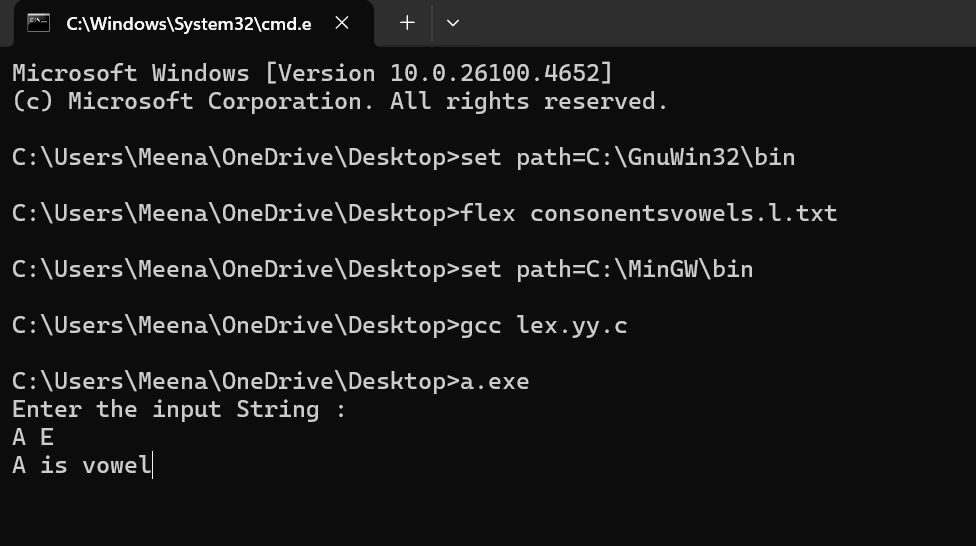 C:\Windows\System32\cmd.e
Microsoft Windows [Version 10.0.26100.4652]
(c) Microsoft Corporation. All rights reserved.
C:\Users\Meena\OneDrive\Desktop>set path=C:\GnuWin32\bin
C:\Users\Meena\OneDrive\Desktop>flex consonentsvowels.l.txt
C:\Users\Meena\OneDrive\Desktop>set path=C:\MinGW\bin
C:\Users\Meena\OneDrive\Desktop>gcc lex.yy.c
C:\Users\Meena\OneDrive\Desktop>a.exe
Enter the input String :
A E
A is vowel